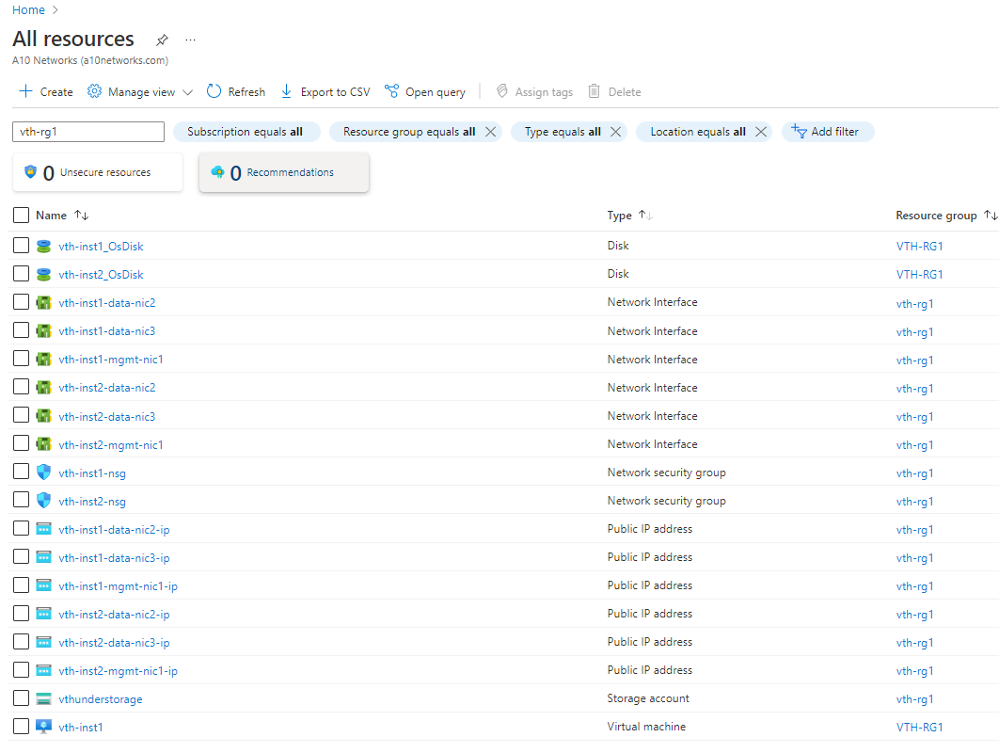 Home
All resources
A10 Networks (a10networks.com)
Create Manage view Refresh Export to CSV Open query Assign tags Delete
vth-rg1 Subscription equals all Resource group equals all Type equals all Location equals all Add filter
0 Unsecure resources 0 Recommendations
Name Type Resource group
vth-inst1_OsDisk Disk VTH-RG1
vth-inst2_OsDisk Disk VTH-RG1
vth-inst1-data-nic2 Network Interface vth-rg1
vth-inst1-data-nic3 Network Interface vth-rg1
vth-inst1-mgmt-nic1 Network Interface vth-rg1
vth-inst2-data-nic2 Network Interface vth-rg1
vth-inst2-data-nic3 Network Interface vth-rg1
vth-inst2-mgmt-nic1 Network Interface vth-rg1
vth-inst1-nsg Network security group vth-rg1
vth-inst2-nsg Network security group vth-rg1
vth-inst1-data-nic2-ip Public IP address vth-rg1
vth-inst1-data-nic3-ip Public IP address vth-rg1
vth-inst1-mgmt-nic1-ip Public IP address vth-rg1
vth-inst2-data-nic2-ip Public IP address vth-rg1
vth-inst2-data-nic3-ip Public IP address vth-rg1
vth-inst2-mgmt-nic1-ip Public IP address vth-rg1
vthunderstorage Storage account vth-rg1
vth-inst1 Virtual machine VTH-RG1